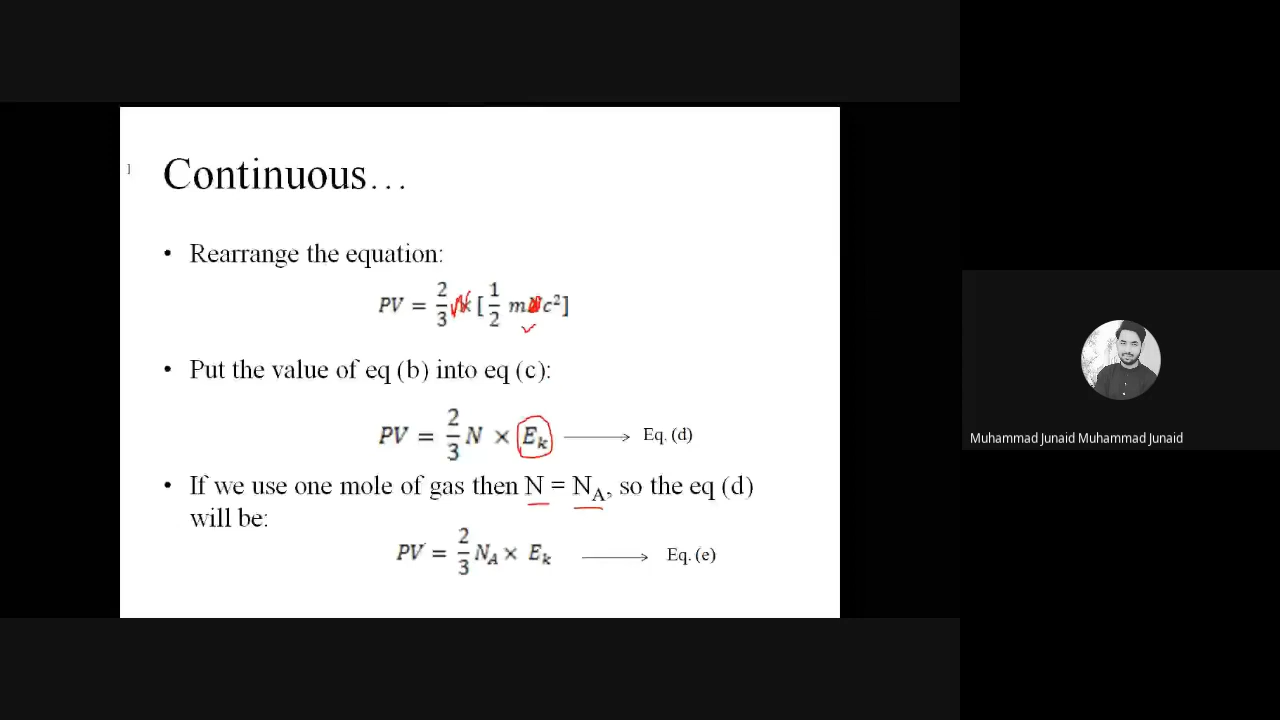 Continuous…
• Rearrange the equation:
PV = 2/3 [ 1/2 m c²]
• Put the value of eq (b) into eq (c):
PV = 2/3 N × Eₖ Eq. (d)
• If we use one mole of gas then N = N_A, so the eq (d)
will be:
PV = 2/3 N_A × Eₖ Eq. (e)
Muhammad Junaid Muhammad Junaid